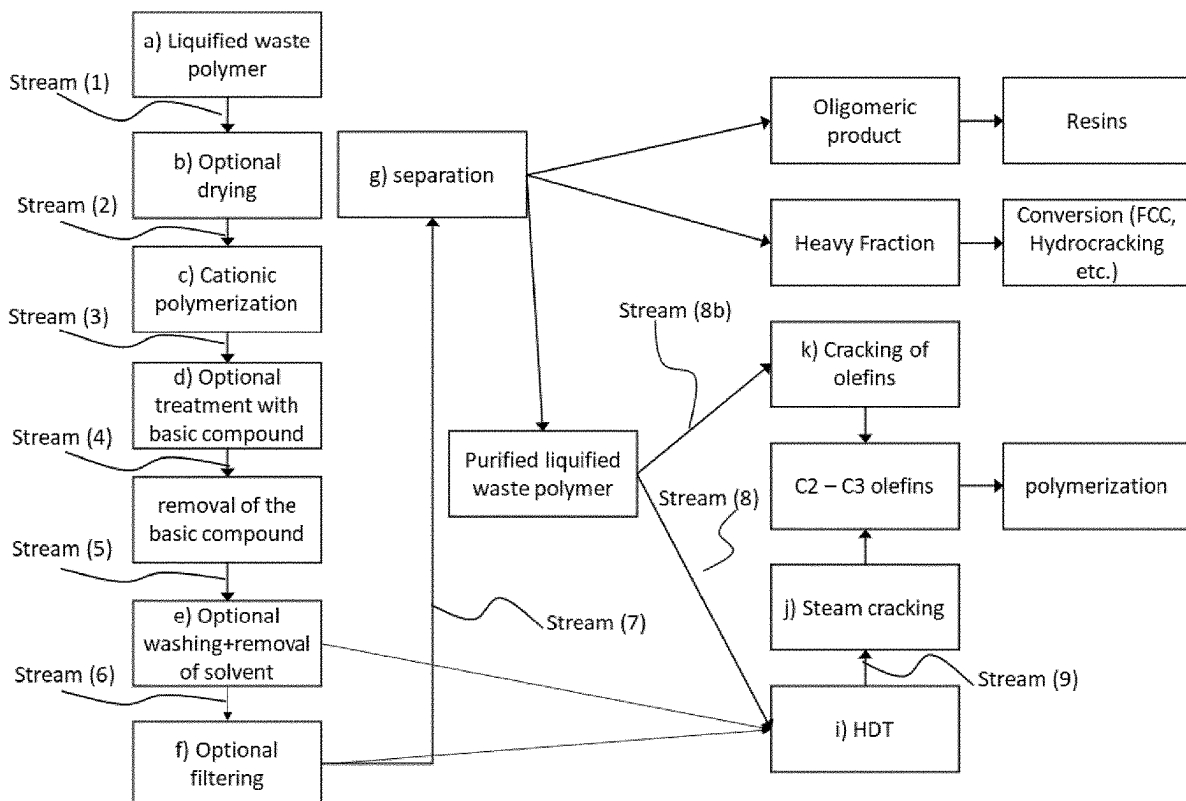 a) Liquified waste
polymer
Stream (1)
b) Optional
drying
Stream (2)
c) Cationic
polymerization
Stream (3)
d) Optional
treatment with
basic compound
Stream (4)
removal of the
basic compound
Stream (5)
e) Optional
washing+removal
of solvent
Stream (6)
f) Optional
filtering
Stream (7)
g) separation
Oligomeric
product
Resins
Heavy Fraction
Conversion (FCC,
Hydrocracking
etc.)
Purified liquified
waste polymer
Stream (8b)
k) Cracking of
olefins
Stream (8)
C2 – C3 olefins
polymerization
j) Steam cracking
Stream (9)
i) HDT